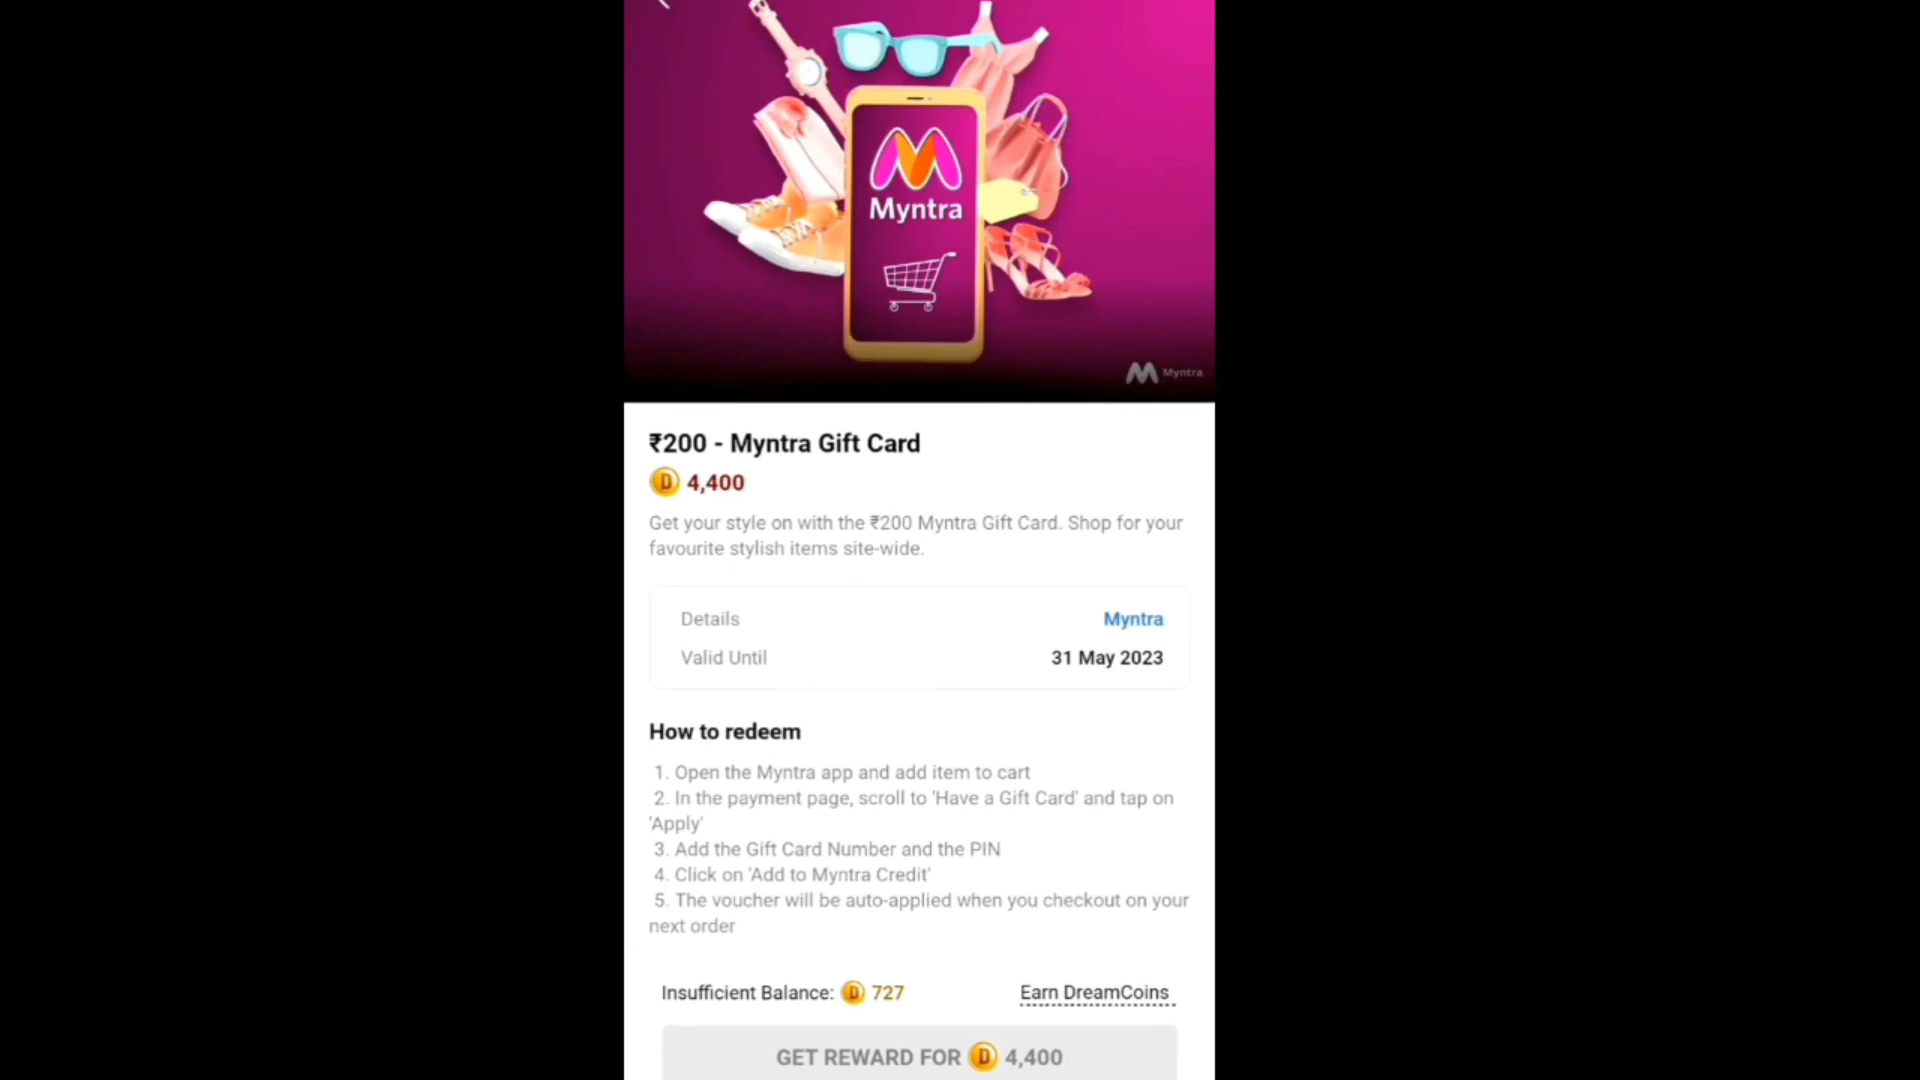 Myntra
Myntra
₹200 - Myntra Gift Card
D 4,400
Get your style on with the ₹200 Myntra Gift Card. Shop for your
favourite stylish items site-wide.
Details Myntra
Valid Until 31 May 2023
How to redeem
1. Open the Myntra app and add item to cart
2. In the payment page, scroll to 'Have a Gift Card' and tap on
'Apply'
3. Add the Gift Card Number and the PIN
4. Click on 'Add to Myntra Credit'
5. The voucher will be auto-applied when you checkout on your
next order
Insufficient Balance: D 727 Earn DreamCoins
GET REWARD FOR D 4,400